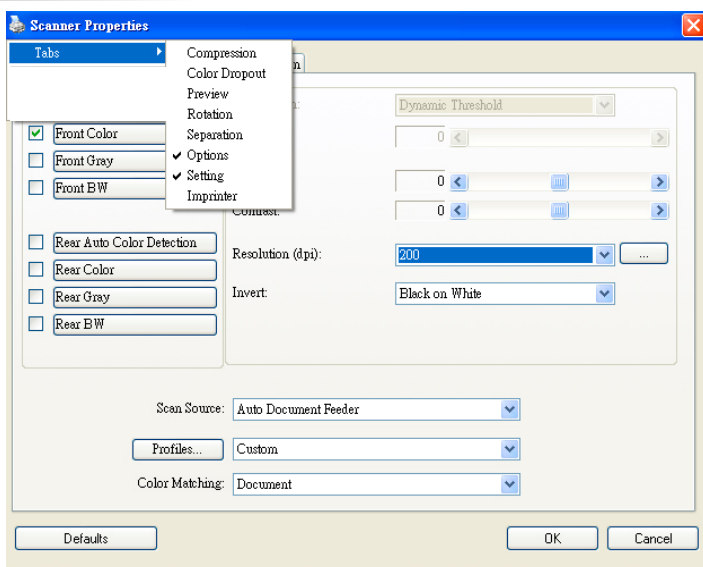 Scanner Properties
Tabs
Compression
Color Dropout
Preview
Rotation
Separation
Options
Setting
Imprinter
Dynamic Threshold
0
Front Color
Front Gray
Front BW
0
Contrast:
0
Rear Auto Color Detection
Rear Color
Rear Gray
Rear BW
Resolution (dpi):
200
...
Invert:
Black on White
Scan Source:
Auto Document Feeder
Profiles...
Custom
Color Matching:
Document
Defaults
OK
Cancel